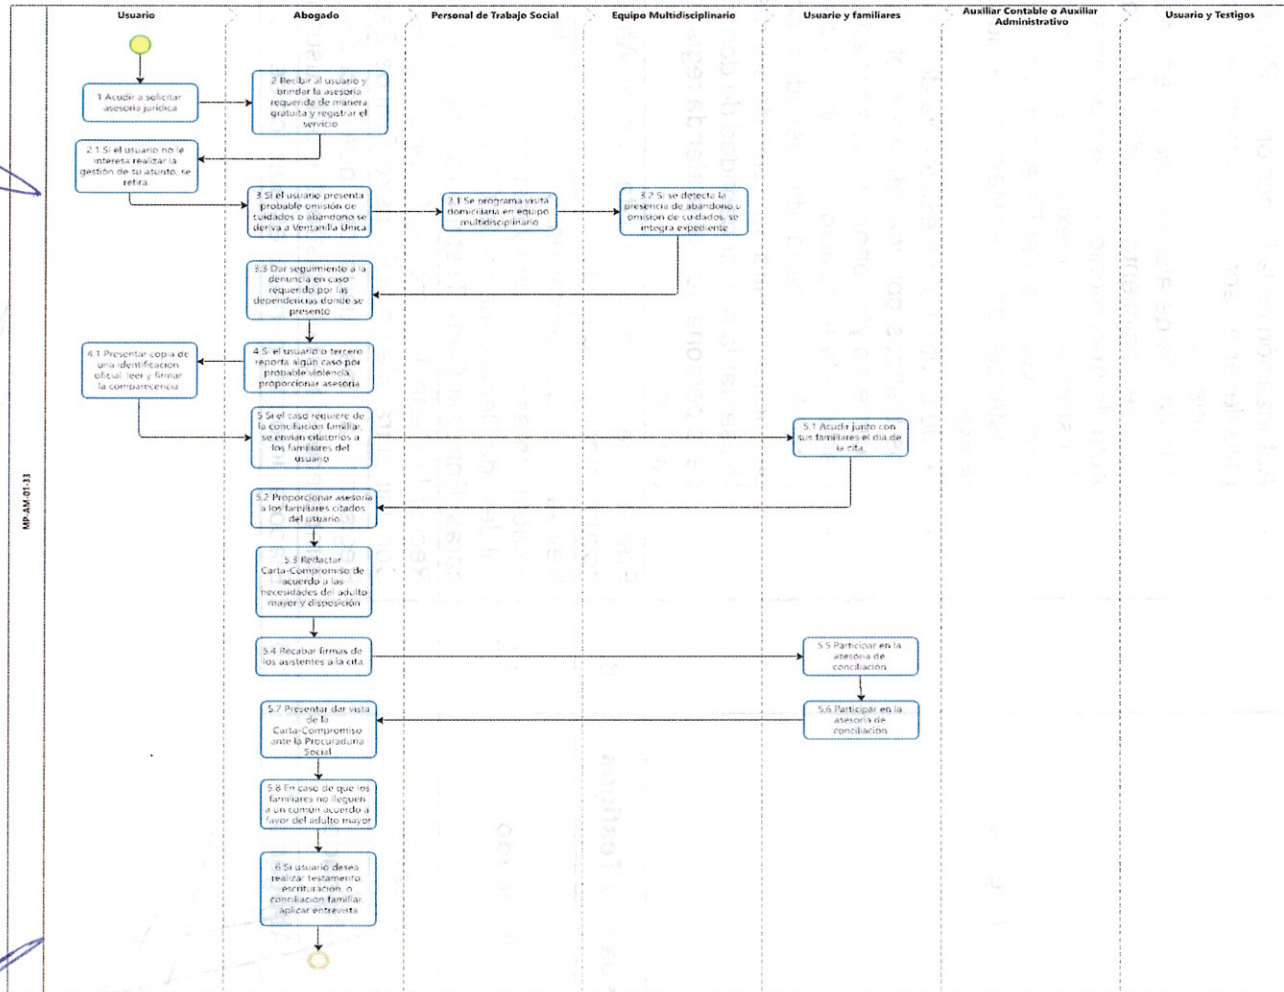 Usuario
Abogado
Personal de Trabajo Social
Equipo Multidisciplinario
Usuario y familiares
Auxiliar Contable o Auxiliar
Administrativo
Usuario y Testigos
1 Acudir a solicitar
asesoría jurídica
2 Recibir al usuario y
brindar la asesoría
requerida de manera
gratuita y registrar el
servicio
2.1 Si el usuario no le
interesa realizar la
gestión de su asunto, se
retira
3 Si el usuario presenta
probable omisión de
cuidados o abandono se
deriva a Ventanilla Única
3.1 Se programa visita
domiciliaria en equipo
multidisciplinario
3.2 Si se detecta la
presencia de abandono u
omisión de cuidados, se
integra expediente
3.3 Dar seguimiento a la
denuncia en caso
requerido por las
dependencias donde se
presento
4 Si el usuario o tercero
reporta algún caso por
probable violencia,
proporcionar asesoría
4.1 Presentar copia de
una identificación
oficial, leer y firmar
la comparecencia
5 Si el caso requiere de
la conciliación familiar,
se envían citatorios a
los familiares del
usuario
5.1 Acudir junto con
sus familiares el día de
la cita.
5.2 Proporcionar asesoría
a los familiares citados
del usuario
5.3 Redactar
Carta-Compromiso de
acuerdo a las
necesidades del adulto
mayor y disposición
5.4 Recabar firmas de
los asistentes a la cita.
5.5 Participar en la
asesoría de
conciliación
5.6 Participar en la
asesoría de
conciliación
5.7 Presentar dar vista
de la
Carta-Compromiso
ante la Procuraduría
Social
5.8 En caso de que los
familiares no lleguen
a un común acuerdo a
favor del adulto mayor
6 Si usuario desea
realizar testamento,
escrituración, o
conciliación familiar
aplicar entrevista
MP-AM-01-33